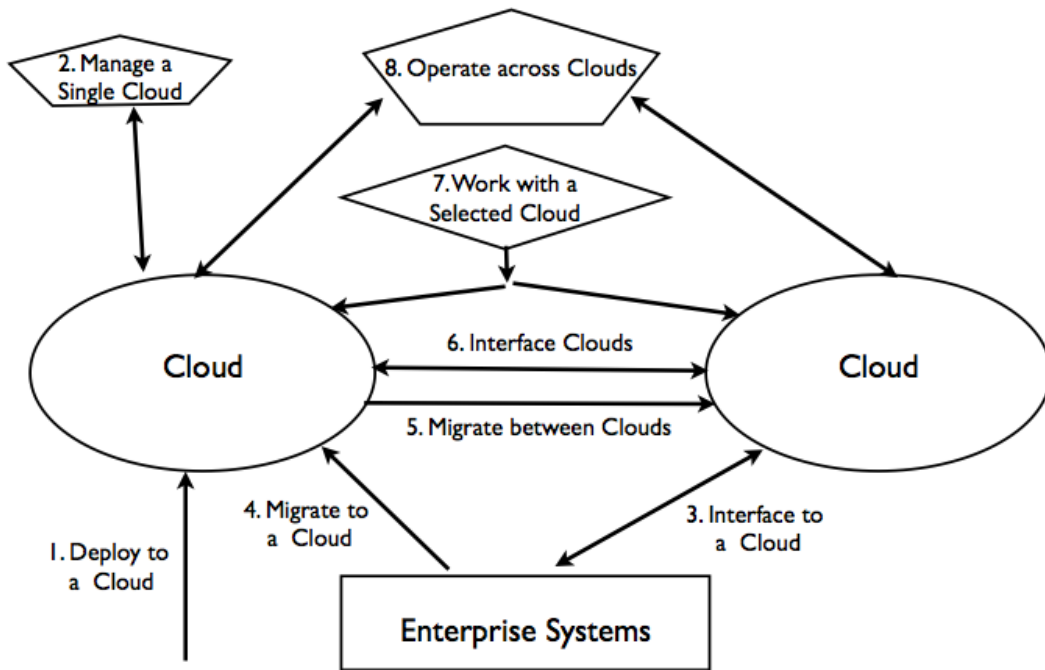 2. Manage a
Single Cloud
8. Operate across Clouds
7. Work with a
Selected Cloud
Cloud
6. Interface Clouds
Cloud
5. Migrate between Clouds
4. Migrate to
a Cloud
3. Interface to
a Cloud
1. Deploy to
a Cloud
Enterprise Systems